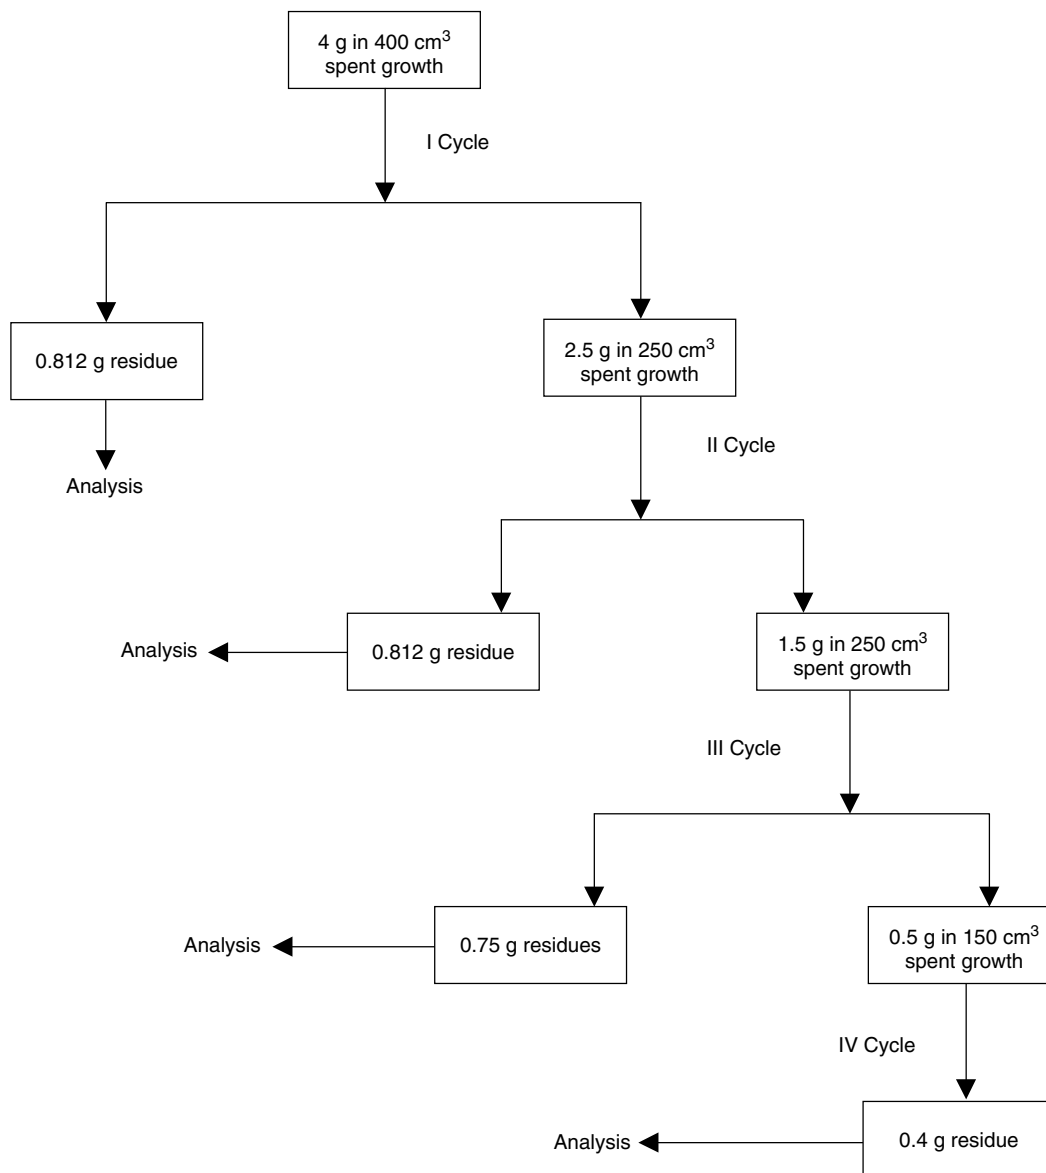 4 g in 400 cm³
spent growth
I Cycle
0.812 g residue
2.5 g in 250 cm³
spent growth
Analysis
II Cycle
Analysis
0.812 g residue
1.5 g in 250 cm³
spent growth
III Cycle
Analysis
0.75 g residues
0.5 g in 150 cm³
spent growth
IV Cycle
Analysis
0.4 g residue